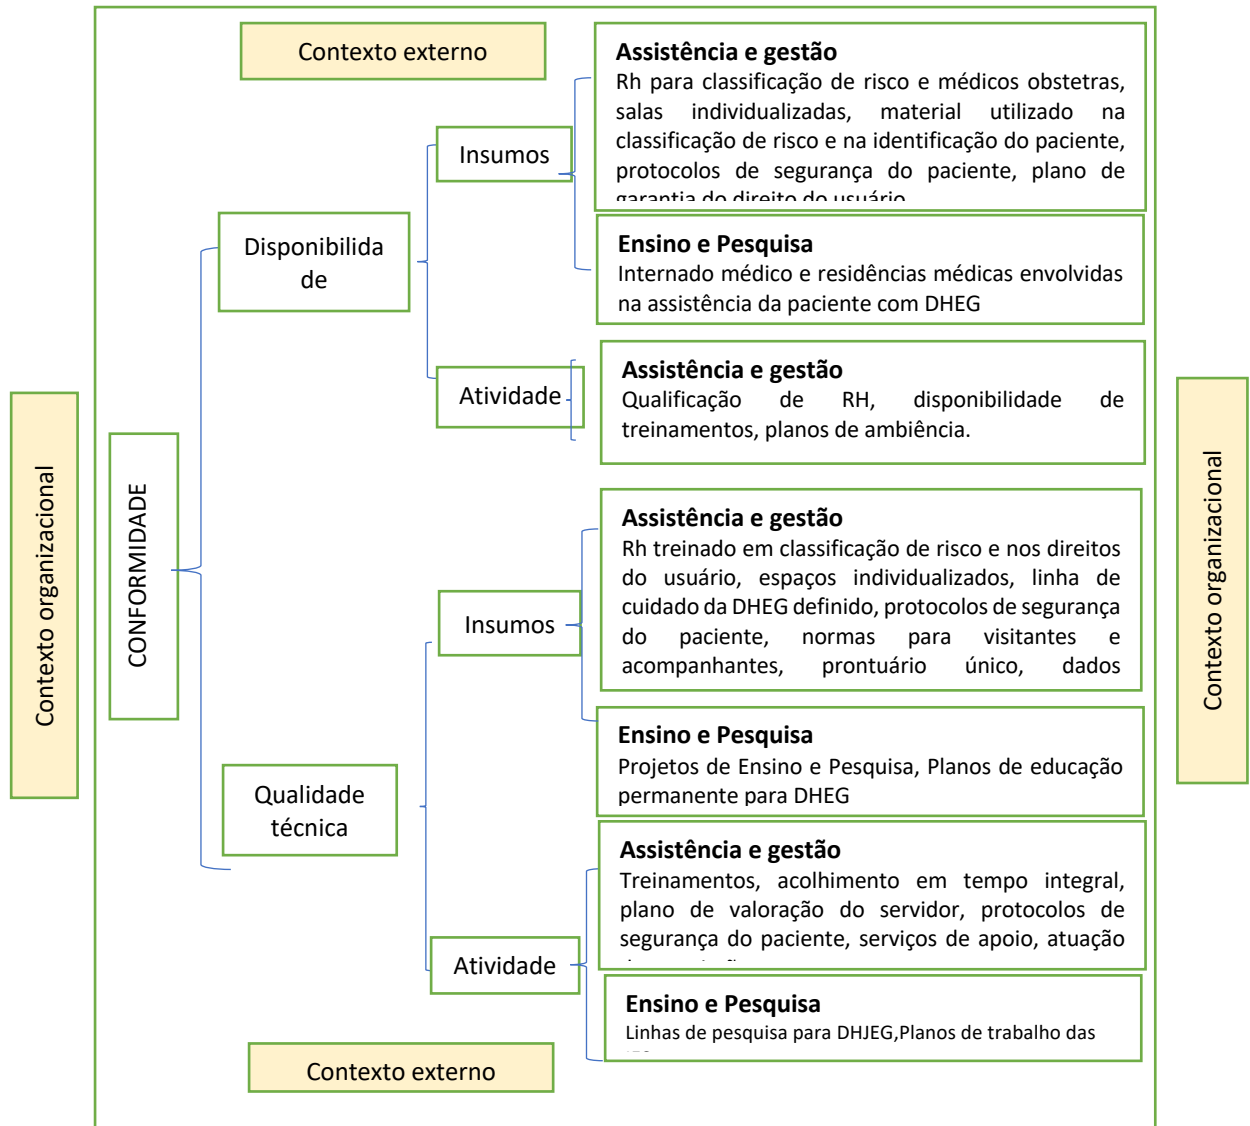 Contexto externo
Assistência e gestão
Rh para classificação de risco e médicos obstetras,
salas individualizadas, material utilizado na
classificação de risco e na identificação do paciente,
protocolos de segurança do paciente, plano de
garantia do direito do usuário
Insumos
Ensino e Pesquisa
Internado médico e residências médicas envolvidas
na assistência da paciente com DHEG
Disponibilida
de
Atividade
Assistência e gestão
Qualificação de RH, disponibilidade de
treinamentos, planos de ambiência.
Contexto organizacional
CONFORMIDADE
Contexto organizacional
Assistência e gestão
Rh treinado em classificação de risco e nos direitos
do usuário, espaços individualizados, linha de
cuidado da DHEG definido, protocolos de segurança
do paciente, normas para visitantes e
acompanhantes, prontuário único, dados
Insumos
Ensino e Pesquisa
Projetos de Ensino e Pesquisa, Planos de educação
permanente para DHEG
Qualidade
técnica
Assistência e gestão
Treinamentos, acolhimento em tempo integral,
plano de valoração do servidor, protocolos de
segurança do paciente, serviços de apoio, atuação
Atividade
Ensino e Pesquisa
Linhas de pesquisa para DHJEG,Planos de trabalho das
Contexto externo